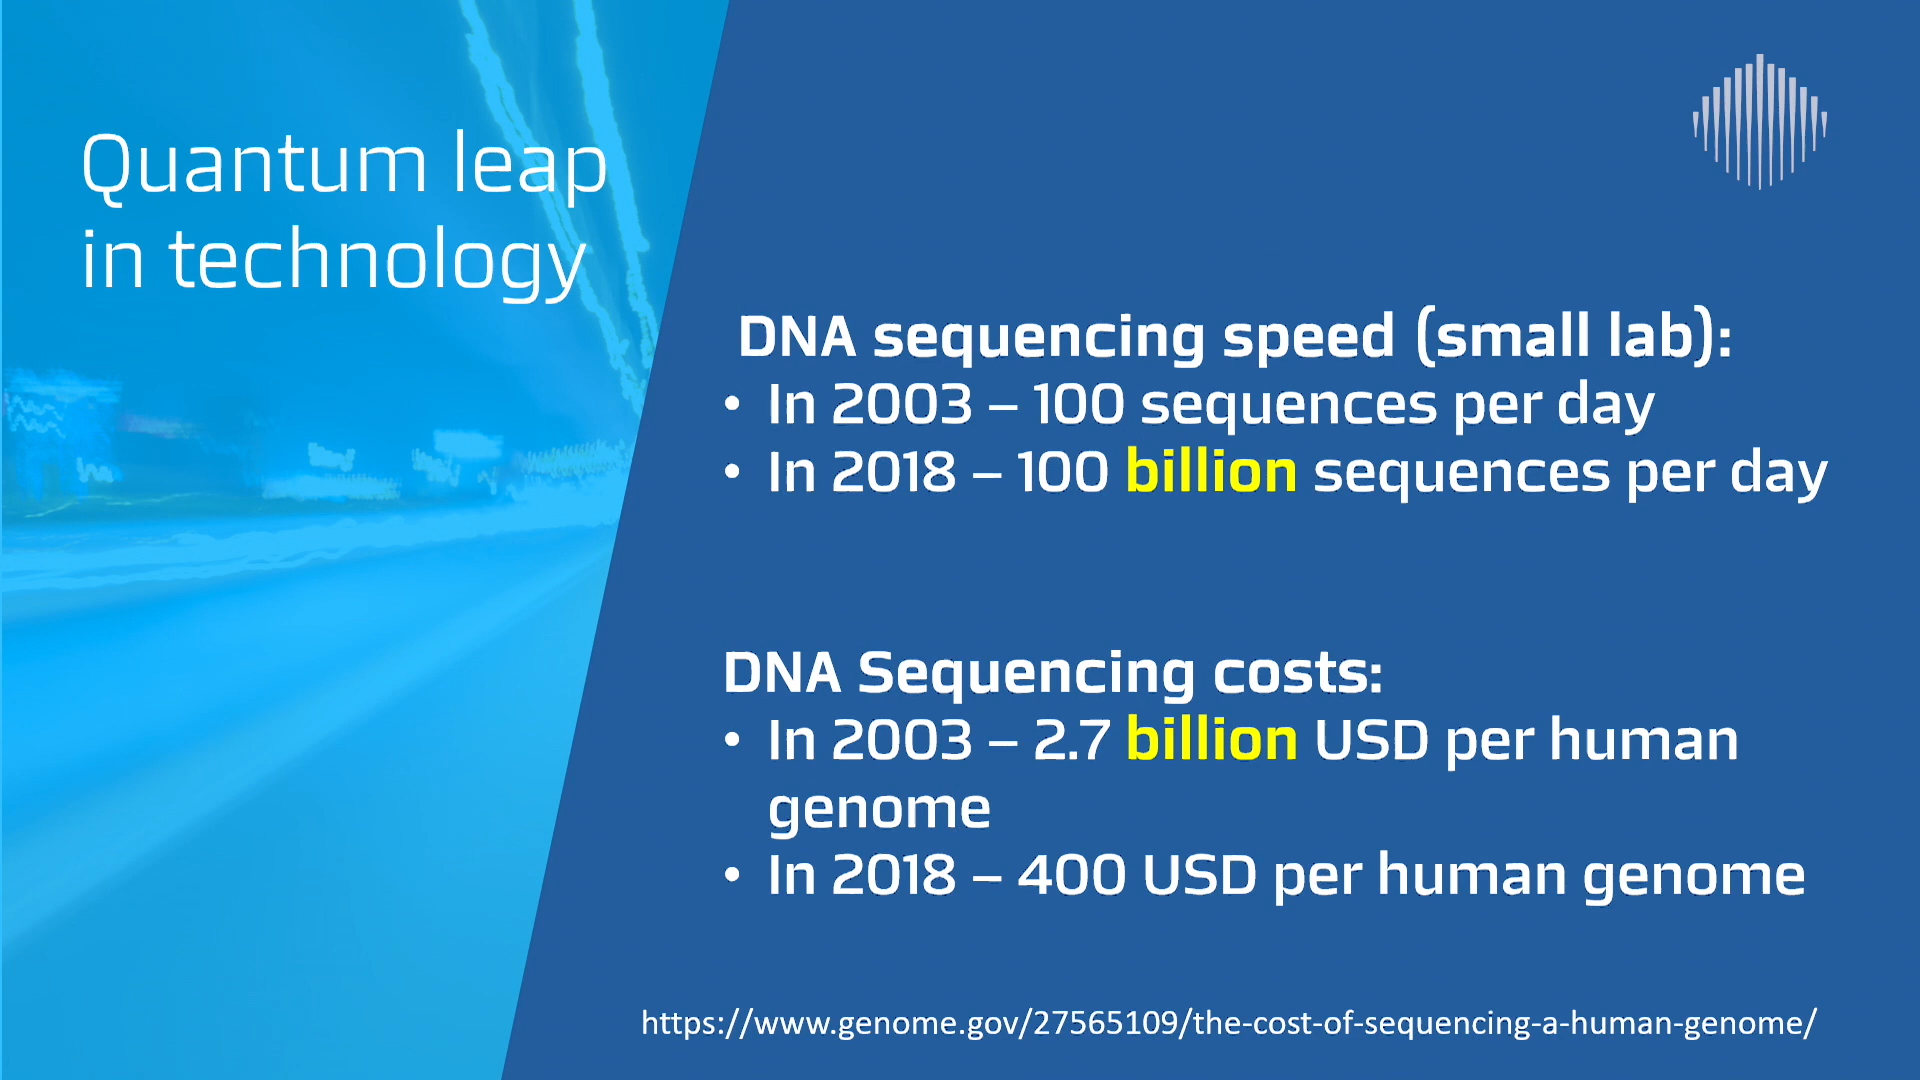 Quantum leap
in technology
DNA sequencing speed (small lab):
• In 2003 – 100 sequences per day
• In 2018 – 100 billion sequences per day
DNA Sequencing costs:
• In 2003 – 2.7 billion USD per human
genome
• In 2018 – 400 USD per human genome
https://www.genome.gov/27565109/the-cost-of-sequencing-a-human-genome/